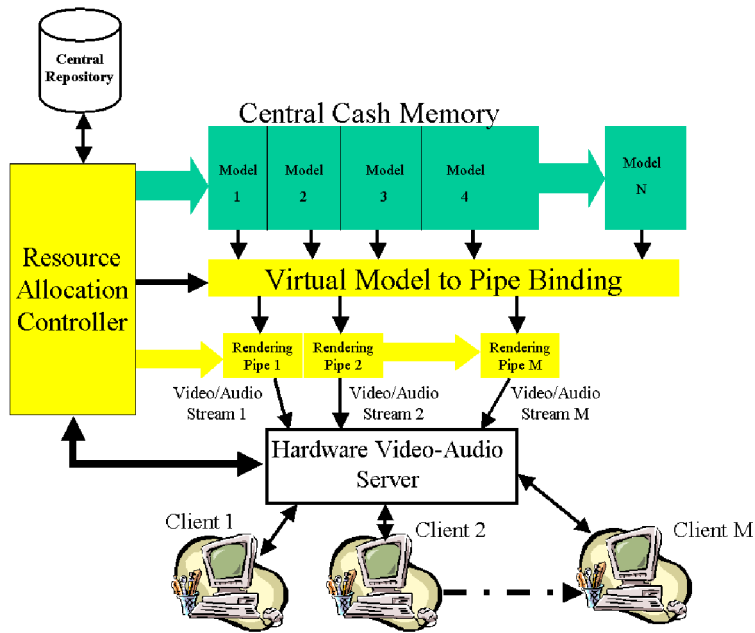 Central
Repository
Central Cash Memory
Model
1
Model
2
Model
3
Model
4
Model
N
Resource
Allocation
Controller
Virtual Model to Pipe Binding
Rendering
Pipe 1
Rendering
Pipe 2
Rendering
Pipe M
Video/Audio
Stream 1
Video/Audio
Stream 2
Video/Audio
Stream M
Hardware Video-Audio
Server
Client 1
Client 2
Client M